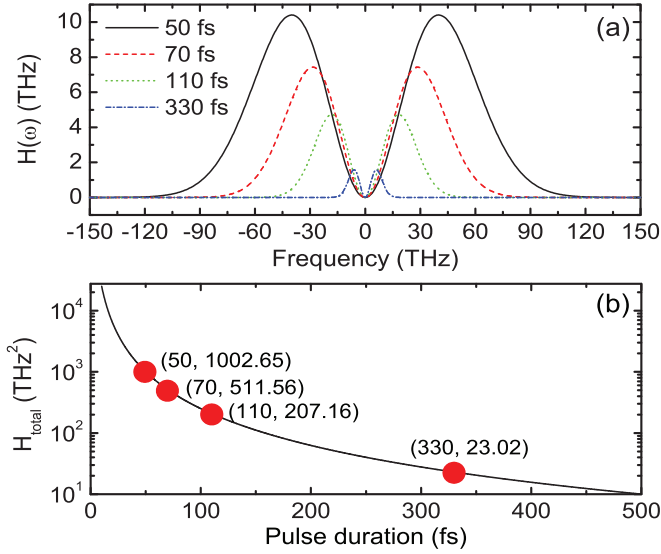 (a)
50 fs
70 fs
110 fs
330 fs
H(ω) (THz)
10
8
6
4
2
0
-150 -120 -90 -60 -30 0 30 60 90 120 150
Frequency (THz)
(b)
H_total (THz²)
10⁴
10³
10²
10¹
(50, 1002.65)
(70, 511.56)
(110, 207.16)
(330, 23.02)
0 100 200 300 400 500
Pulse duration (fs)